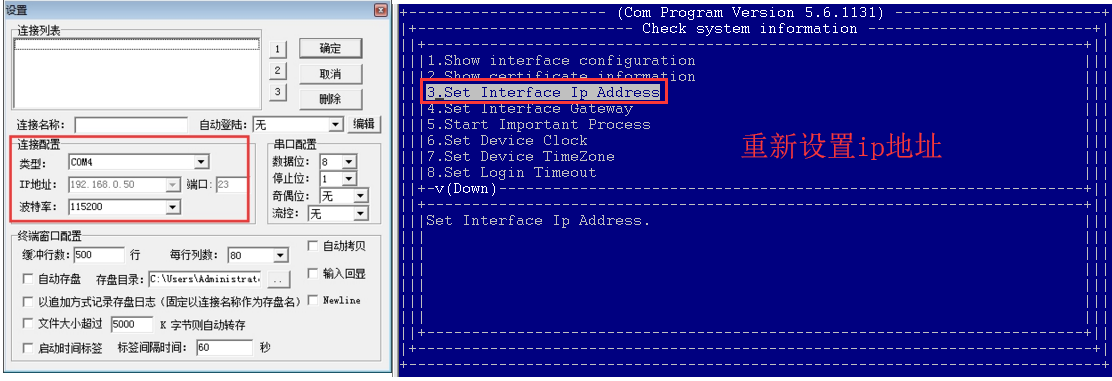 设置
连接列表
1
确定
2
取消
3
删除
连接名称:
自动登陆: 无
编辑
连接配置
类型: COM4
IP地址: 192.168.0.50 端口: 23
波特率: 115200
串口配置
数据位: 8
停止位: 1
奇偶位: 无
流控: 无
终端窗口配置
缓冲行数: 500 行 每行列数: 80
自动拷贝
自动存盘 存盘目录: C:\Users\Administrat ..
输入回显
以追加方式记录存盘日志(固定以连接名称作为存盘名)
Newline
文件大小超过 5000 K 字节则自动转存
启动时间标签 标签间隔时间: 60 秒
(Com Program Version 5.6.1131)
Check system information
1.Show interface configuration
2.Show certificate information
3.Set Interface Ip Address
4.Set Interface Gateway
5.Start Important Process
6.Set Device Clock
7.Set Device TimeZone
8.Set Login Timeout
v(Down)
Set Interface Ip Address.
重新设置ip地址